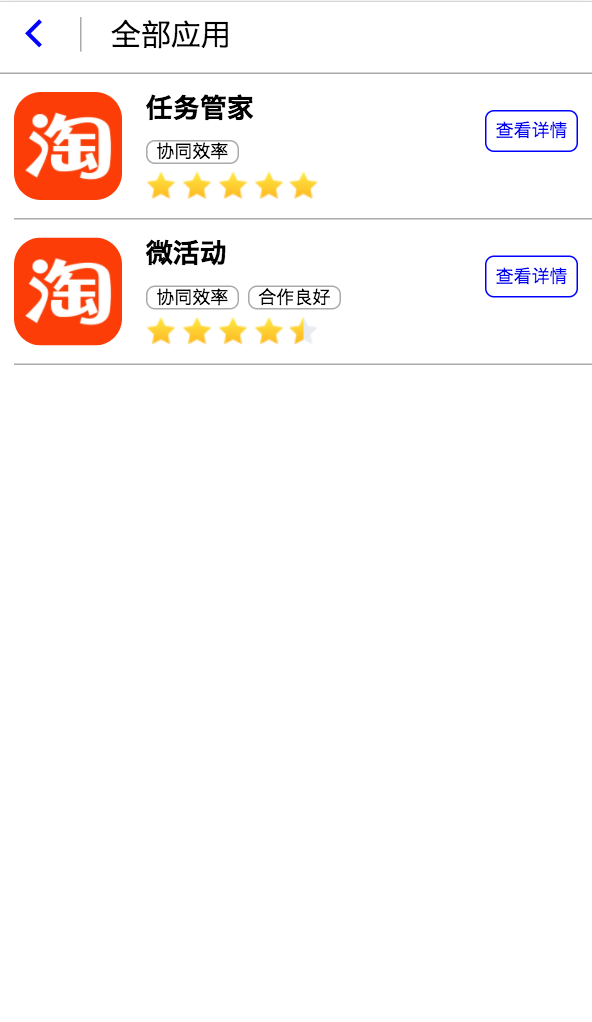 全部应用
淘
任务管家
查看详情
协同效率
淘
微活动
查看详情
协同效率 合作良好